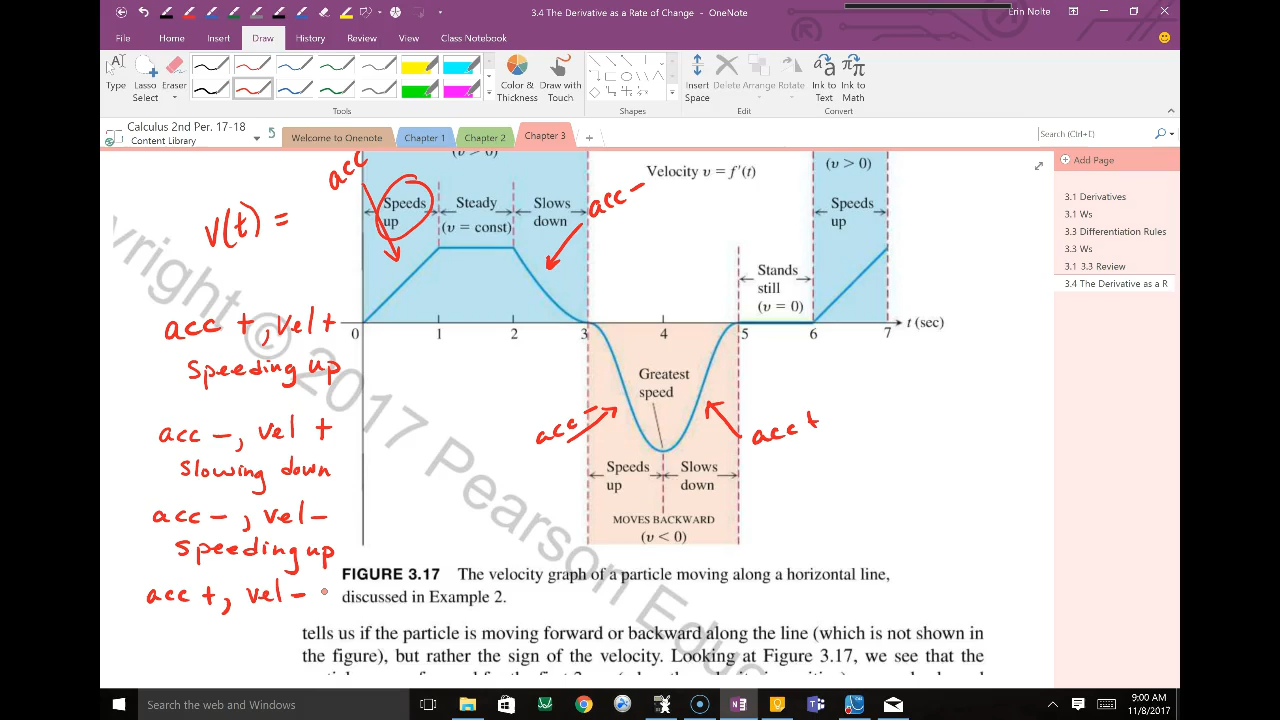 3.4 The Derivative as a Rate of Change - OneNote
Erin Nolte
File Home Insert Draw History Review View Class Notebook
Type
Lasso Select
Eraser
Color & Thickness
Draw with Touch
Insert Space
Delete
Arrange
Rotate
Ink to Text
Ink to Math
Tools
Shapes
Edit
Convert
Calculus 2nd Per. 17-18
Content Library
Welcome to Onenote
Chapter 1
Chapter 2
Chapter 3
Search (Ctrl+E)
Add Page
3.1 Derivatives
3.1 Ws
3.3 Differentiation Rules
3.3 Ws
3.1 3.3 Review
3.4 The Derivative as a R
(v > 0)
Velocity v = f'(t)
(v > 0)
acc
Speeds up
Steady (v = const)
Slows down
acc -
Speeds up
v(t) =
Stands still (v = 0)
0 1 2 3 4 5 6 7 t (sec)
acc +, vel +
Speeding up
Greatest speed
acc -
acc +
acc -, vel +
Slowing down
Speeds up
Slows down
acc -, vel -
Speeding up
MOVES BACKWARD
(v < 0)
acc +, vel -
FIGURE 3.17 The velocity graph of a particle moving along a horizontal line,
discussed in Example 2.
tells us if the particle is moving forward or backward along the line (which is not shown in
the figure), but rather the sign of the velocity. Looking at Figure 3.17, we see that the
© 2017 Pearson
Search the web and Windows
9:00 AM
11/8/2017